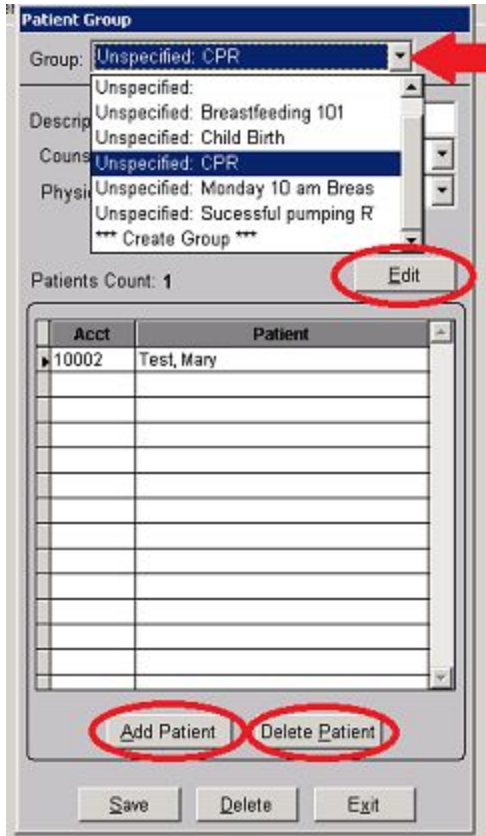 Patient Group
Group: Unspecified: CPR
Unspecified:
Unspecified: Breastfeeding 101
Descrip
Unspecified: Child Birth
Couns
Unspecified: CPR
Physi
Unspecified: Monday 10 am Breas
Unspecified: Sucessful pumping R
*** Create Group ***
Patients Count: 1
Edit
Acct Patient
10002 Test, Mary
Add Patient Delete Patient
Save Delete Exit